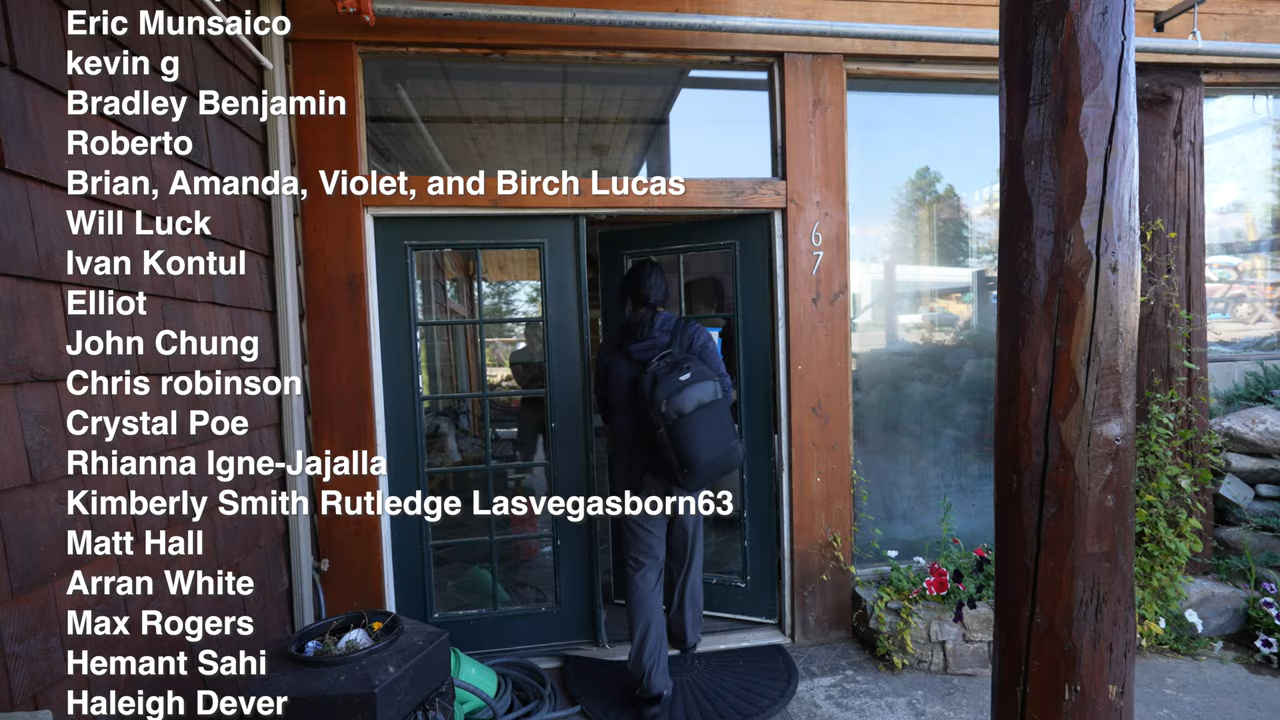 Eric Munsaico
kevin g
Bradley Benjamin
Roberto
Brian, Amanda, Violet, and Birch Lucas
Will Luck
Ivan Kontul
Elliot
John Chung
Chris robinson
Crystal Poe
Rhianna Igne-Jajalla
Kimberly Smith Rutledge Lasvegasborn63
Matt Hall
Arran White
Max Rogers
Hemant Sahi
Haleigh Dever
67